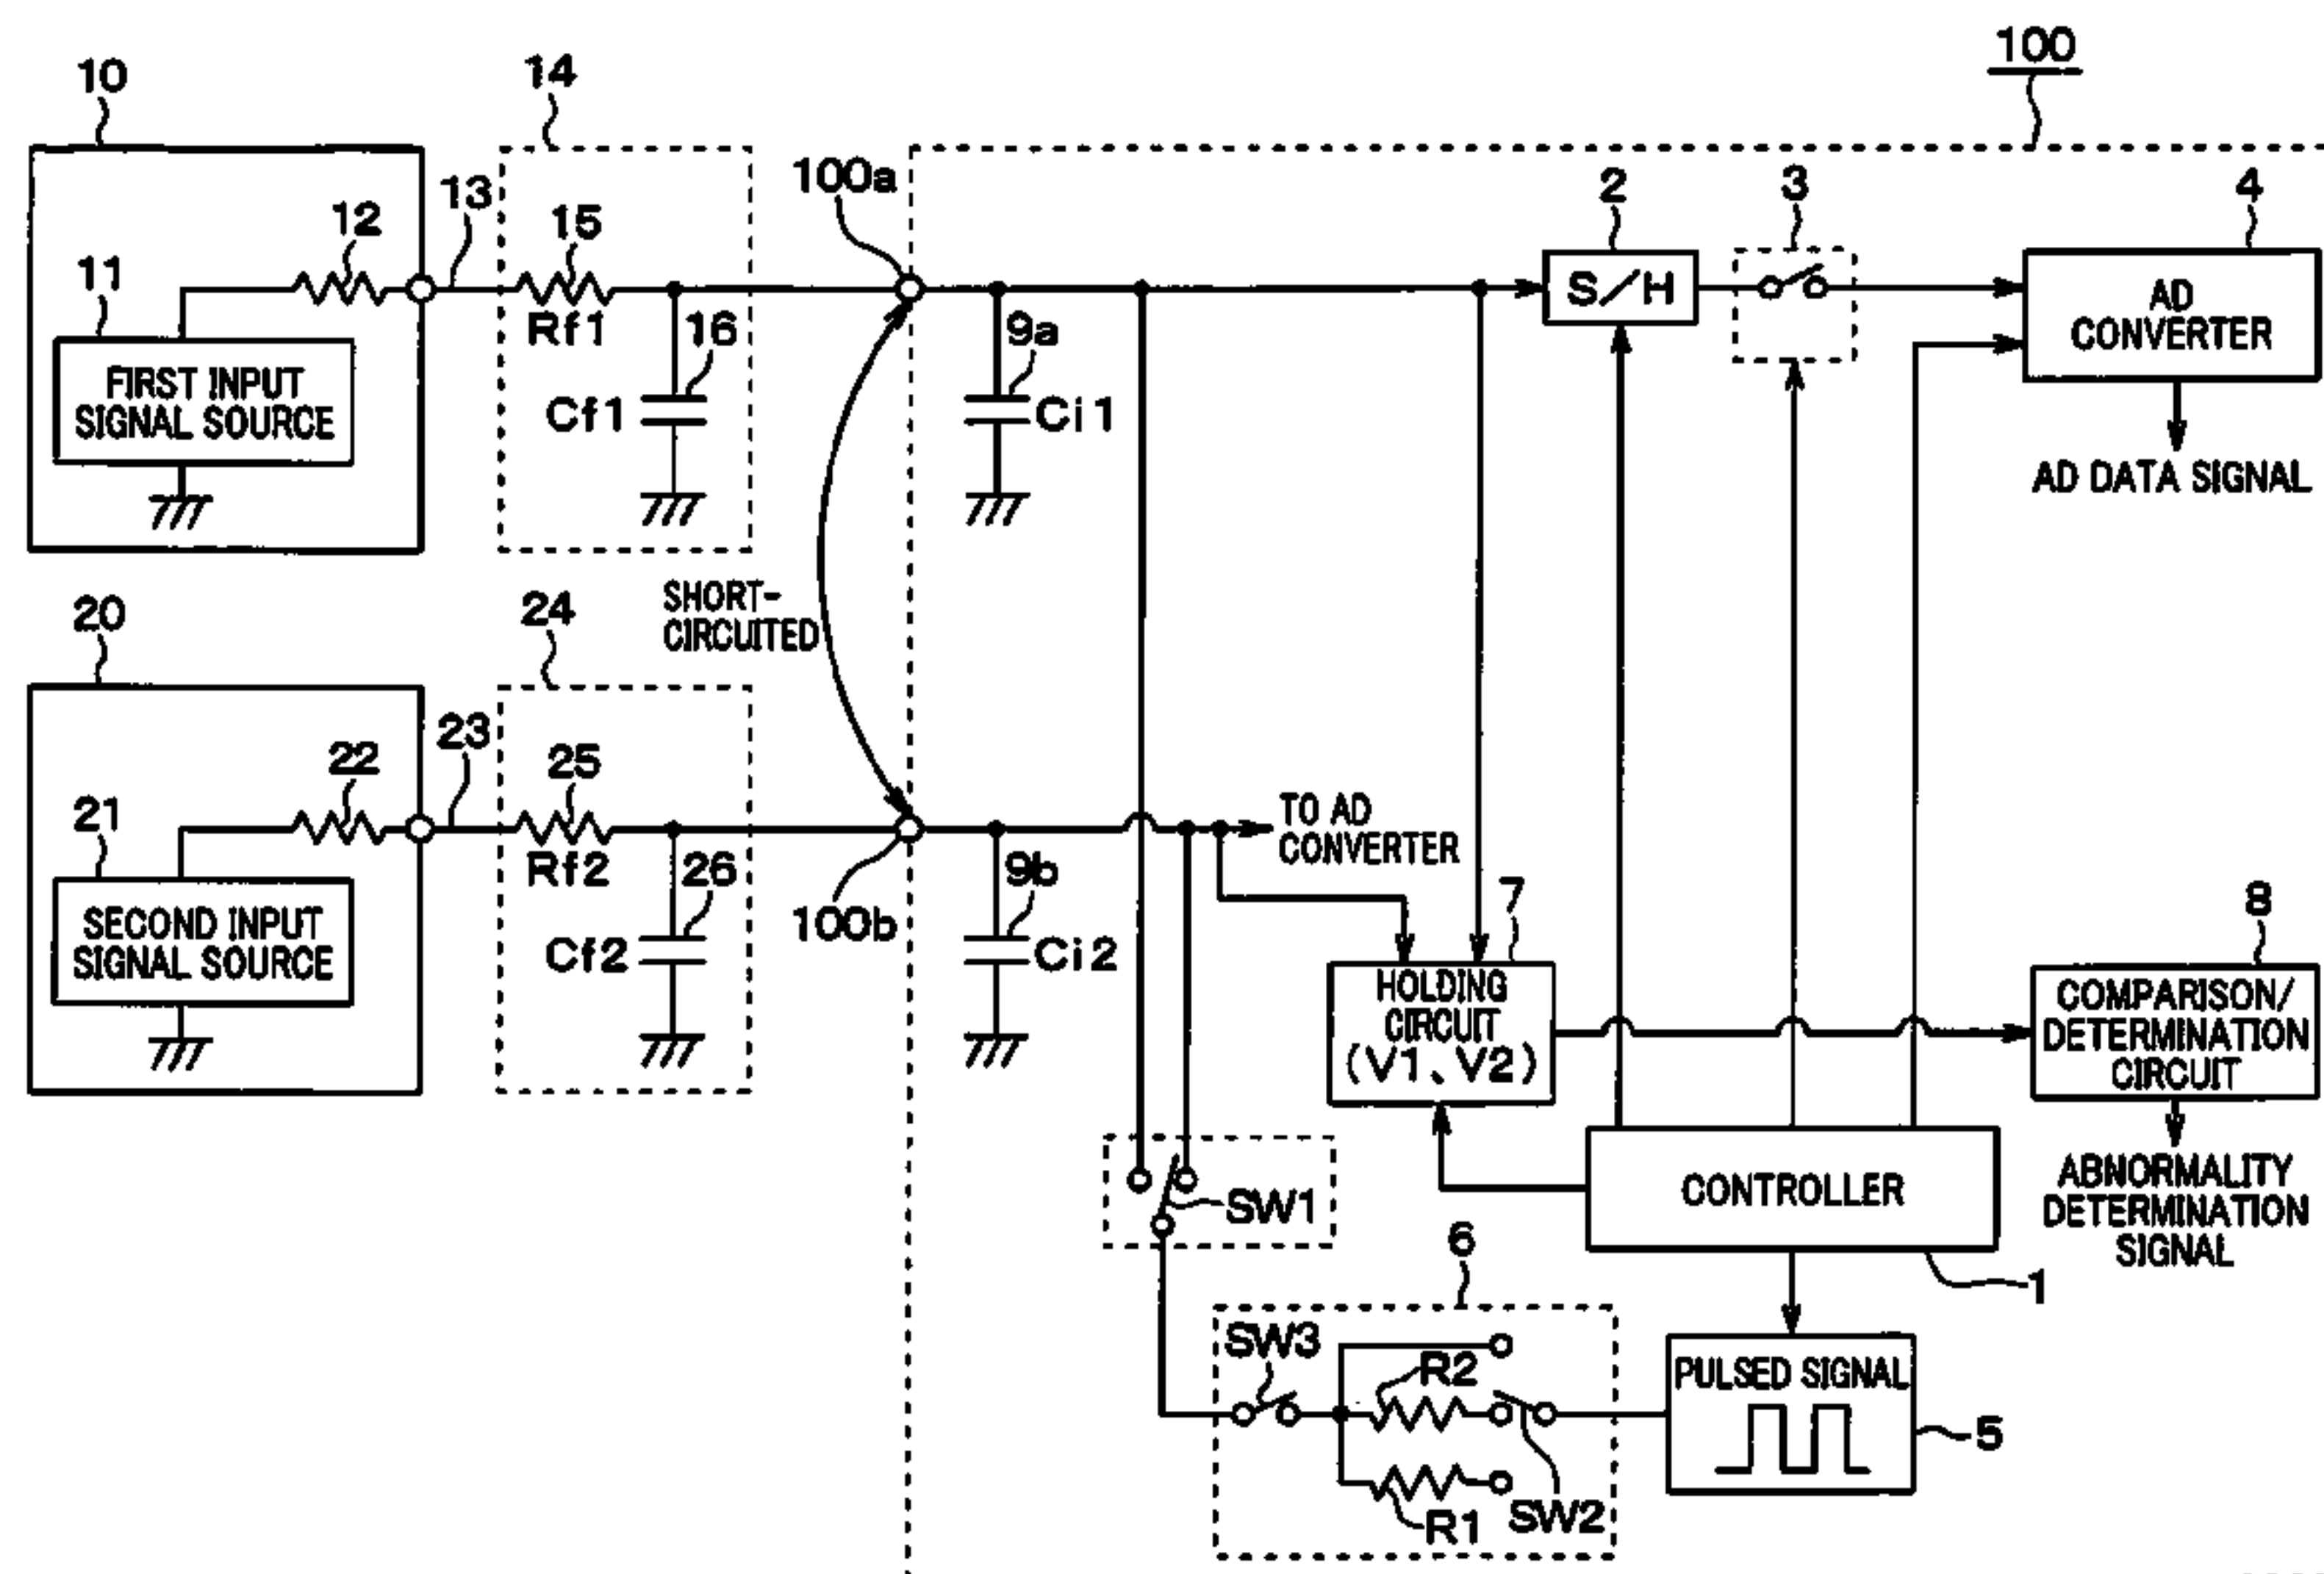 100
10
14
100a
2
3
4
12
13
15
11
Rf1
16
9a
S/H
AD
CONVERTER
FIRST INPUT
SIGNAL SOURCE
Cf1
Ci1
AD DATA SIGNAL
SHORT-
CIRCUITED
20
24
22
23
25
21
Rf2
26
100b
9b
TO AD
CONVERTER
7
8
SECOND INPUT
SIGNAL SOURCE
Cf2
Ci2
HOLDING
CIRCUIT
(V1、V2)
COMPARISON/
DETERMINATION
CIRCUIT
SW1
CONTROLLER
ABNORMALITY
DETERMINATION
SIGNAL
6
1
SW3
R2
PULSED SIGNAL
5
R1
SW2